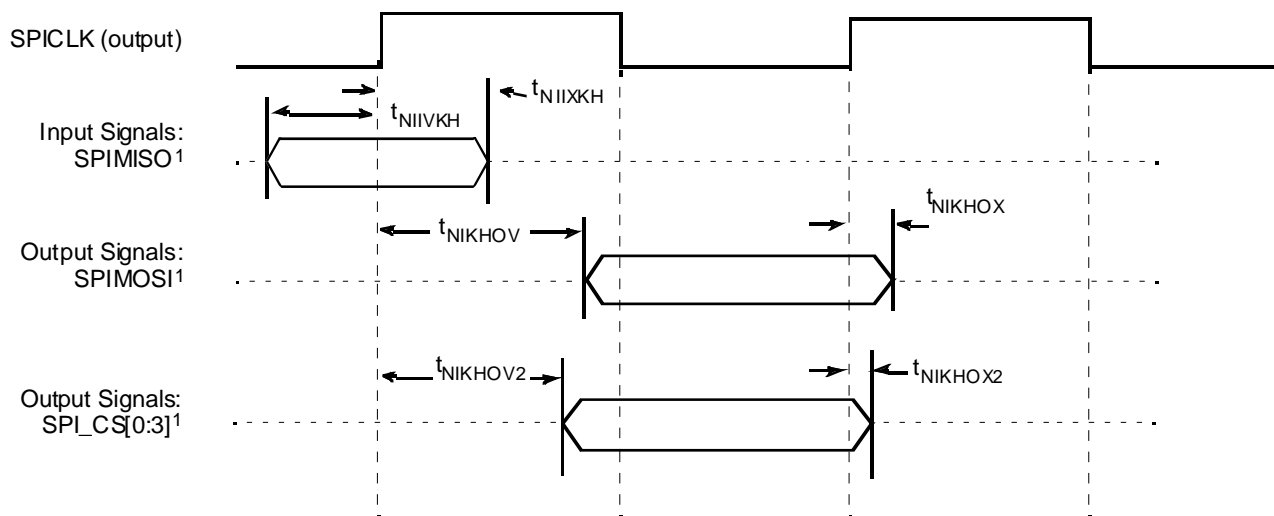 SPICLK (output)
tNIIXKH
tNIIVKH
Input Signals:
SPIMISO1
tNIKHOX
tNIKHOV
Output Signals:
SPIMOSI1
tNIKHOV2
tNIKHOX2
Output Signals:
SPI_CS[0:3]1